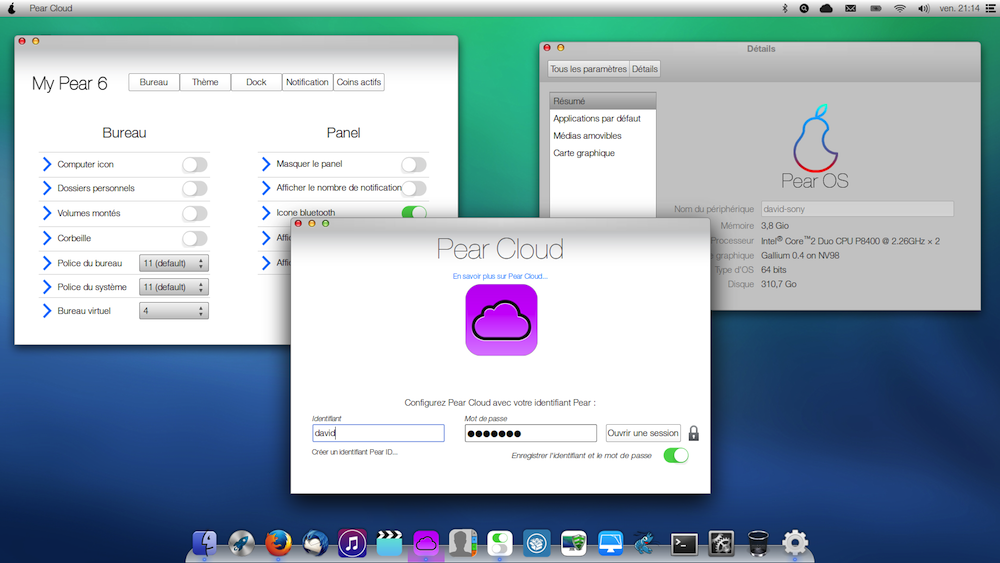 Pear Cloud
ven. 21:14
My Pear 6
Bureau
Thème
Dock
Notification
Coins actifs
Bureau
Computer icon
Dossiers personnels
Volumes montés
Corbeille
Police du bureau
11 (default)
Police du système
11 (default)
Bureau virtuel
4
Panel
Masquer le panel
Afficher le nombre de notification
Icone bluetooth
Détails
Tous les paramètres
Détails
Résumé
Applications par défaut
Médias amovibles
Carte graphique
Pear OS
Nom du périphérique david-sony
Mémoire 3,8 Gio
Processeur Intel® Core™2 Duo CPU P8400 @ 2.26GHz × 2
graphique Gallium 0.4 on NV98
Type d'OS 64 bits
Disque 310,7 Go
Pear Cloud
En savoir plus sur Pear Cloud...
Configurez Pear Cloud avec votre identifiant Pear :
Identifiant
david
Créer un identifiant Pear ID...
Mot de passe
●●●●●●●
Ouvrir une session
Enregistrer l'identifiant et le mot de passe